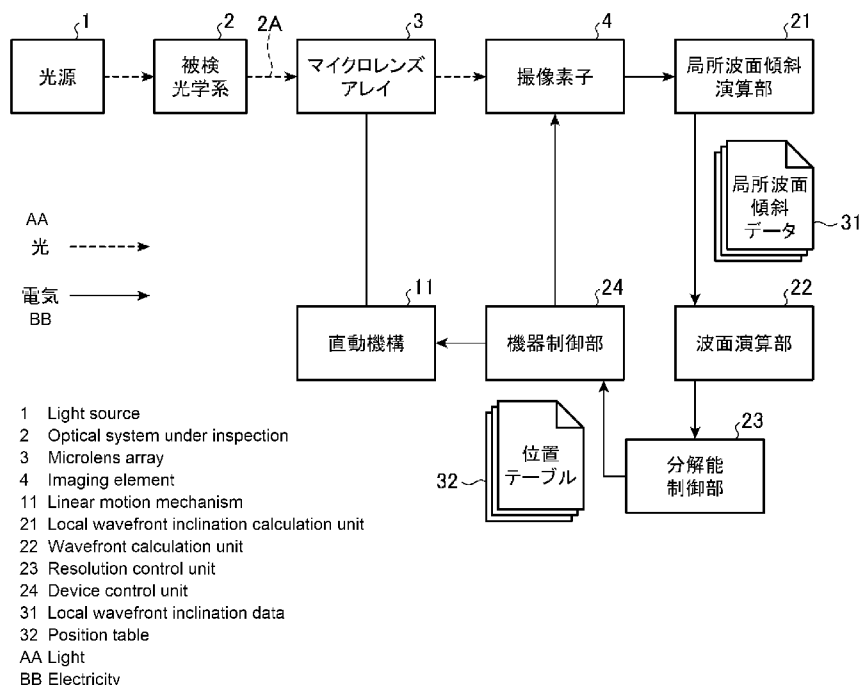 1
2
2A
3
4
21
光源
被検
光学系
マイクロレンズ
アレイ
撮像素子
局所波面傾斜
演算部
局所波面
傾斜
データ
31
AA
光
電気
BB
11
24
22
直動機構
機器制御部
波面演算部
23
位置
テーブル
32
分解能
制御部
1 Light source
2 Optical system under inspection
3 Microlens array
4 Imaging element
11 Linear motion mechanism
21 Local wavefront inclination calculation unit
22 Wavefront calculation unit
23 Resolution control unit
24 Device control unit
31 Local wavefront inclination data
32 Position table
AA Light
BB Electricity